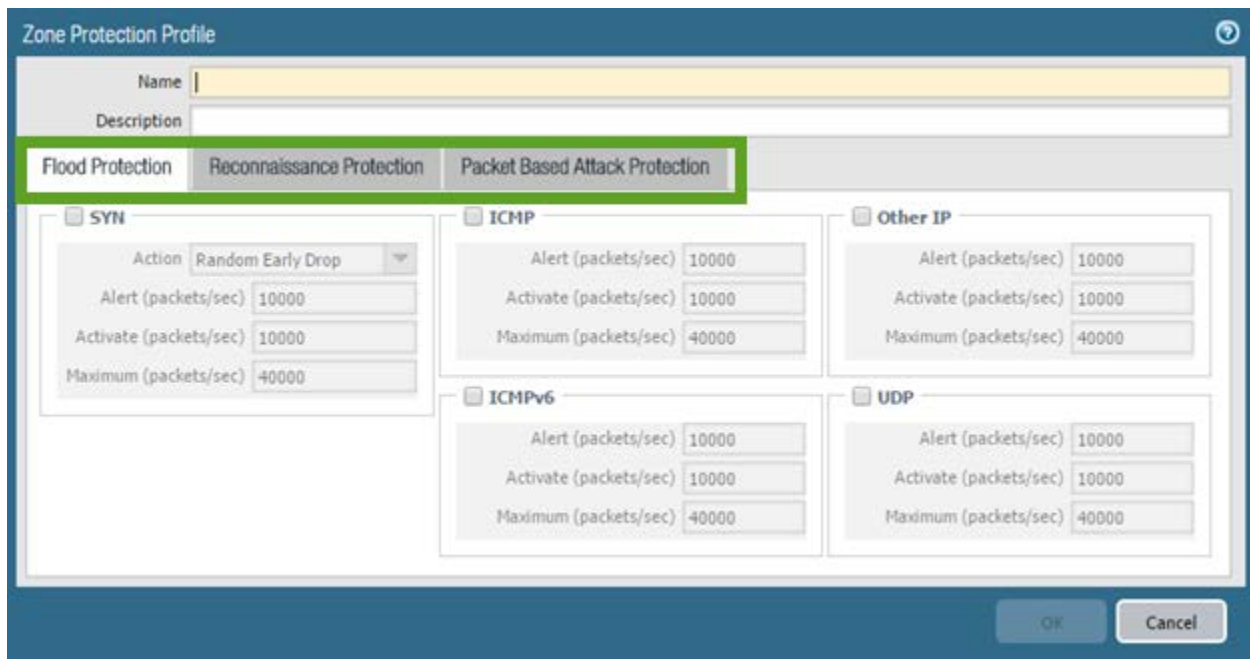 Zone Protection Profile
Name
Description
Flood Protection Reconnaissance Protection Packet Based Attack Protection
SYN
Action Random Early Drop
Alert (packets/sec) 10000
Activate (packets/sec) 10000
Maximum (packets/sec) 40000
ICMP
Alert (packets/sec) 10000
Activate (packets/sec) 10000
Maximum (packets/sec) 40000
Other IP
Alert (packets/sec) 10000
Activate (packets/sec) 10000
Maximum (packets/sec) 40000
ICMPv6
Alert (packets/sec) 10000
Activate (packets/sec) 10000
Maximum (packets/sec) 40000
UDP
Alert (packets/sec) 10000
Activate (packets/sec) 10000
Maximum (packets/sec) 40000
OK Cancel